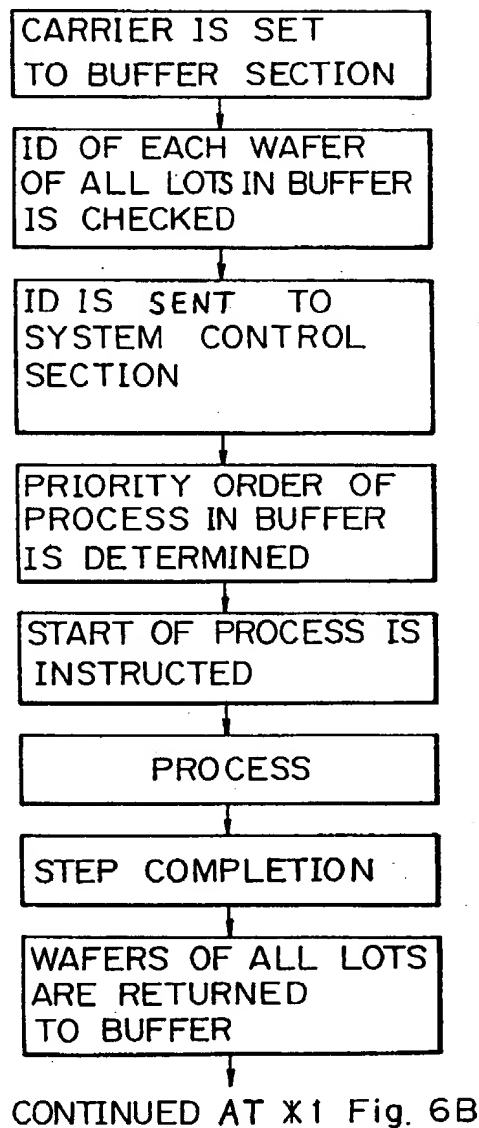 CARRIER IS SET
TO BUFFER SECTION
ID OF EACH WAFER
OF ALL LOTS IN BUFFER
IS CHECKED
ID IS SENT TO
SYSTEM CONTROL
SECTION
PRIORITY ORDER OF
PROCESS IN BUFFER
IS DETERMINED
START OF PROCESS IS
INSTRUCTED
PROCESS
STEP COMPLETION
WAFERS OF ALL LOTS
ARE RETURNED
TO BUFFER
CONTINUED AT ※1 Fig. 6B